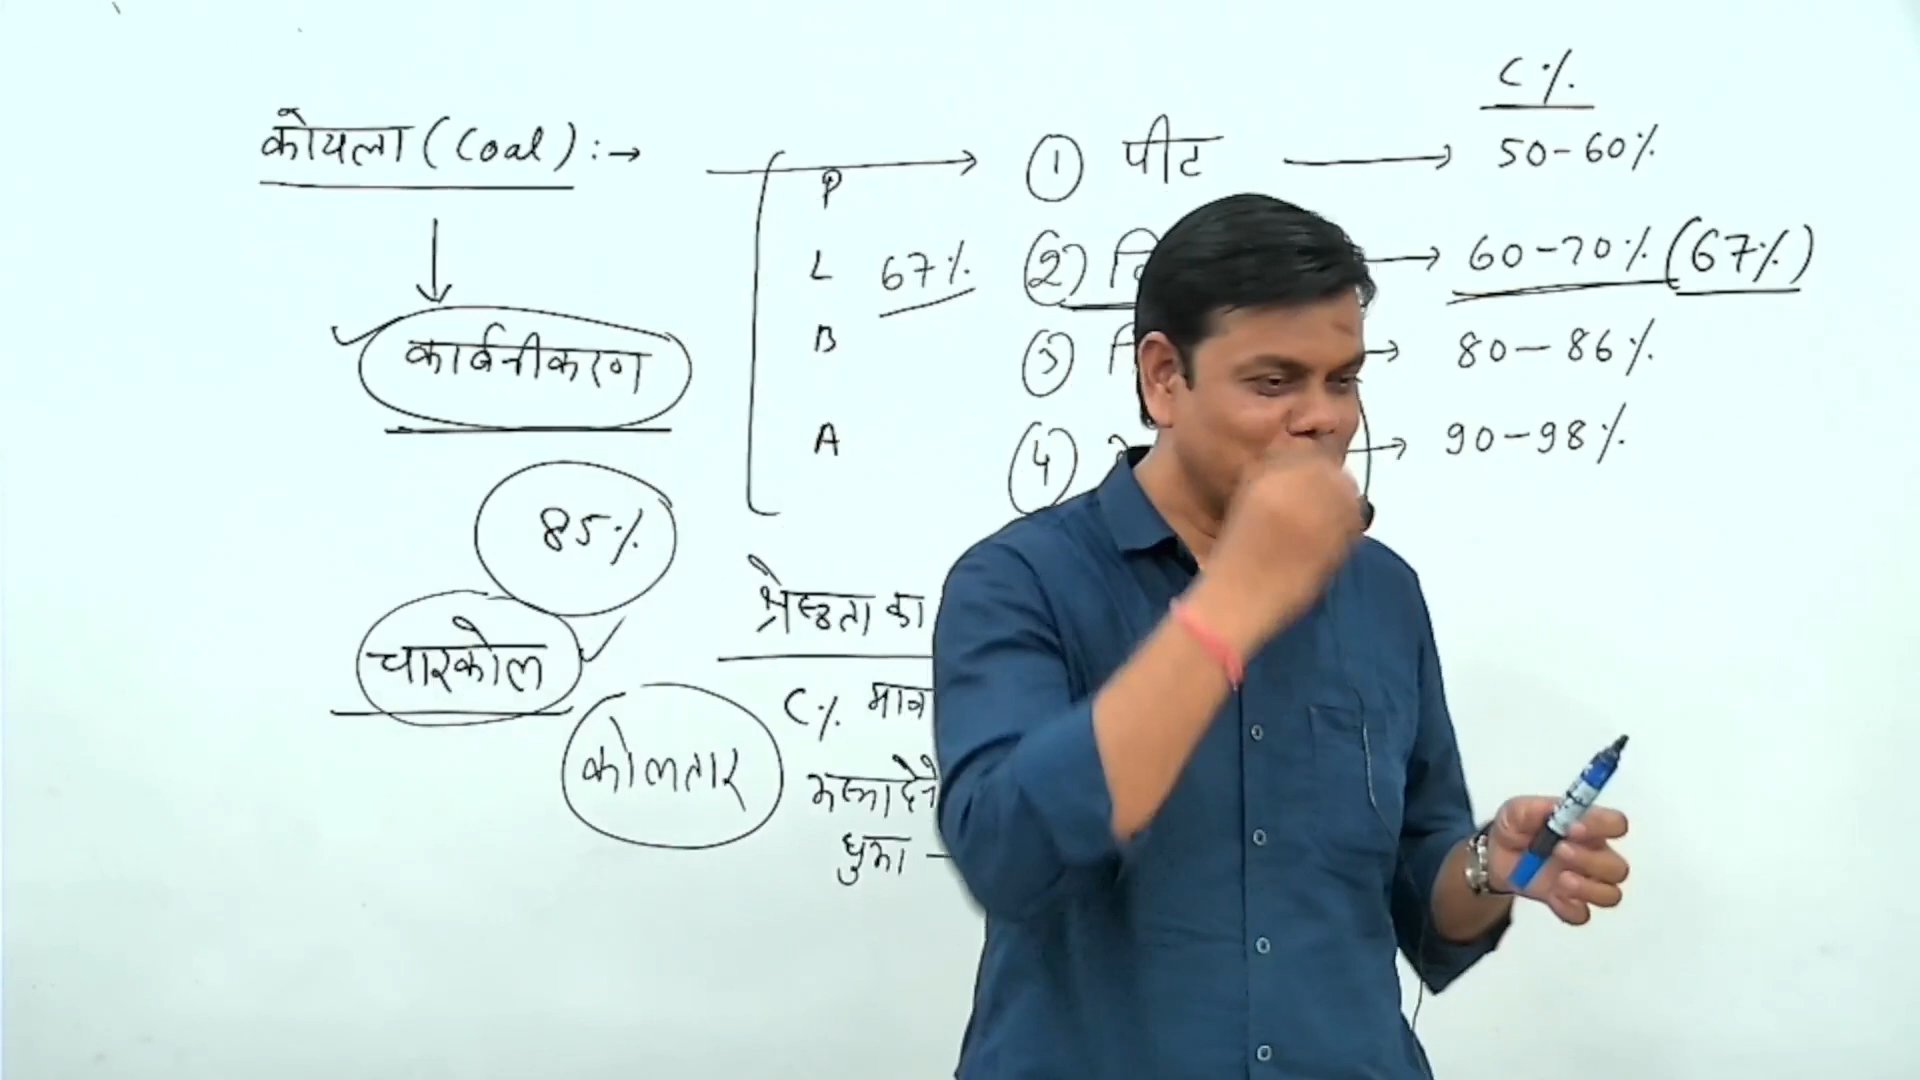 C%
कोयला (Coal) :→ ① पीट → 50-60%
P
L 67% ② → 60-70% (67%)
B ③ → 80-86%
A ④ → 90-98%
कार्बनीकरण
85%
श्रेष्ठता का
चारकोल
C%
कोलतार
धुआ -